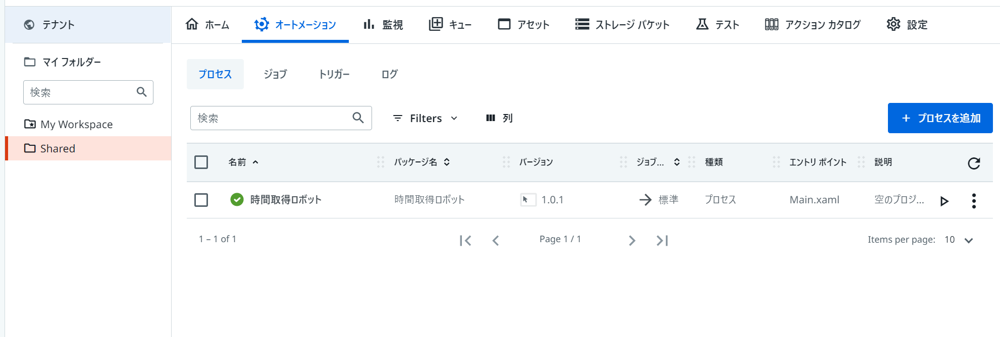 テナント
ホーム オートメーション 監視 キュー アセット ストレージ バケット テスト アクション カタログ 設定
マイ フォルダー
検索
My Workspace
Shared
プロセス ジョブ トリガー ログ
検索 Filters 列 + プロセスを追加
名前 パッケージ名 バージョン ジョブ... 種類 エントリ ポイント 説明
時間取得ロボット 時間取得ロボット 1.0.1 標準 プロセス Main.xaml 空のプロジ...
1 – 1 of 1 Page 1 / 1 Items per page: 10